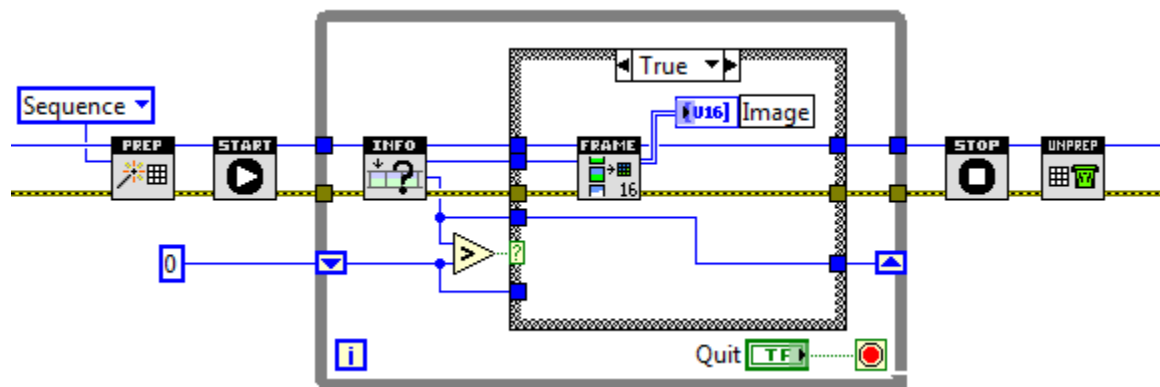 True
Sequence
U16
Image
PREP
START
INFO
FRAME
STOP
UNPREP
?
16
>
?
0
i
Quit
TF